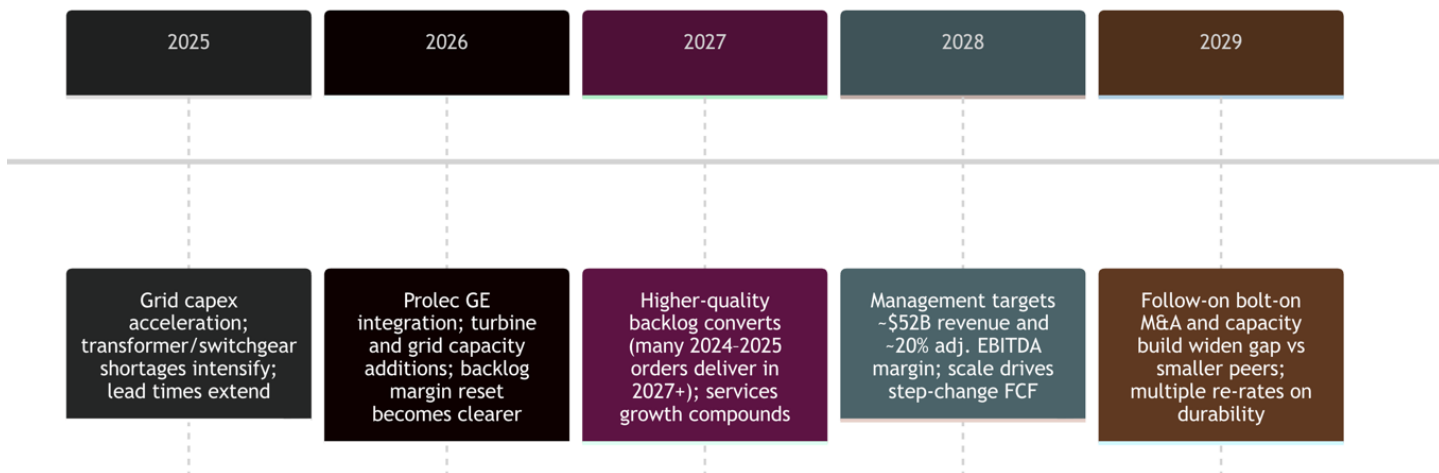 2025
2026
2027
2028
2029
Grid capex
acceleration;
transformer/switchgear
shortages intensify;
lead times extend
Prolec GE
integration; turbine
and grid capacity
additions; backlog
margin reset
becomes clearer
Higher-quality
backlog converts
(many 2024–2025
orders deliver in
2027+); services
growth compounds
Management targets
~$52B revenue and
~20% adj. EBITDA
margin; scale drives
step-change FCF
Follow-on bolt-on
M&A and capacity
build widen gap vs
smaller peers;
multiple re-rates on
durability